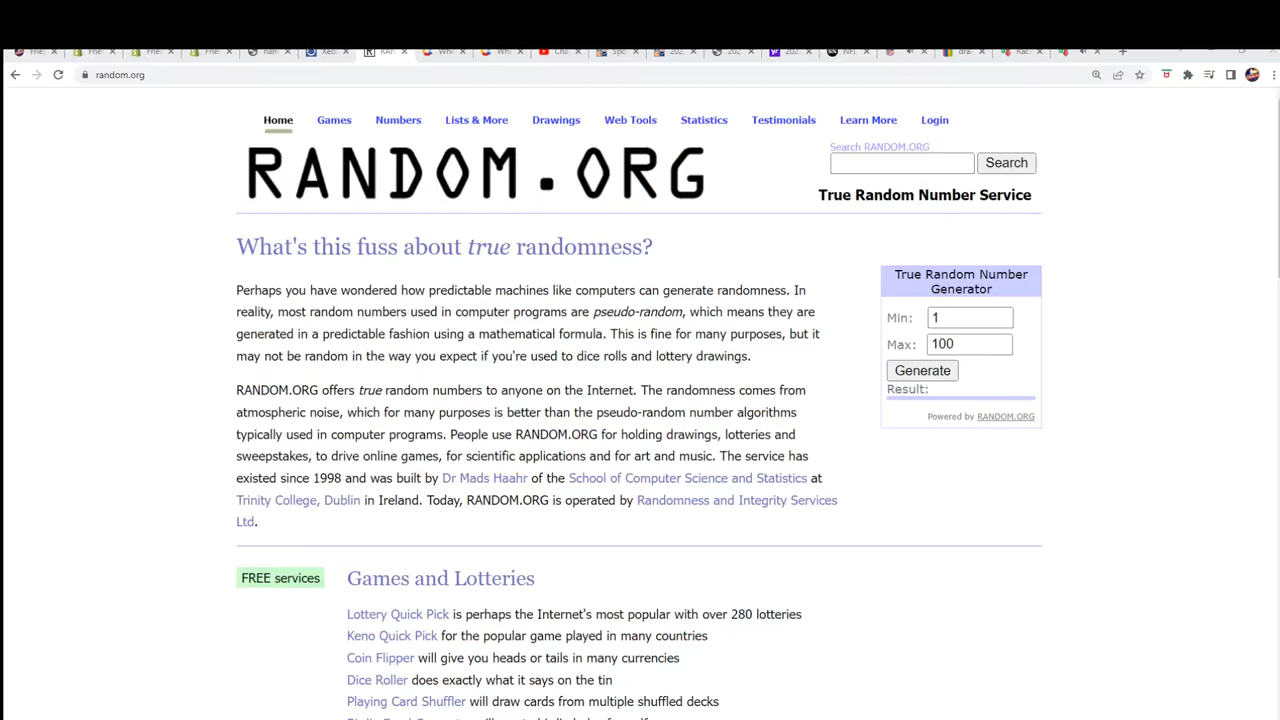 random.org
Home Games Numbers Lists & More Drawings Web Tools Statistics Testimonials Learn More Login
RANDOM.ORG
Search RANDOM.ORG
Search
True Random Number Service
What's this fuss about true randomness?
Perhaps you have wondered how predictable machines like computers can generate randomness. In
reality, most random numbers used in computer programs are pseudo-random, which means they are
generated in a predictable fashion using a mathematical formula. This is fine for many purposes, but it
may not be random in the way you expect if you're used to dice rolls and lottery drawings.
RANDOM.ORG offers true random numbers to anyone on the Internet. The randomness comes from
atmospheric noise, which for many purposes is better than the pseudo-random number algorithms
typically used in computer programs. People use RANDOM.ORG for holding drawings, lotteries and
sweepstakes, to drive online games, for scientific applications and for art and music. The service has
existed since 1998 and was built by Dr Mads Haahr of the School of Computer Science and Statistics at
Trinity College, Dublin in Ireland. Today, RANDOM.ORG is operated by Randomness and Integrity Services
Ltd.
True Random Number
Generator
Min: 1
Max: 100
Generate
Result:
Powered by RANDOM.ORG
FREE services
Games and Lotteries
Lottery Quick Pick is perhaps the Internet's most popular with over 280 lotteries
Keno Quick Pick for the popular game played in many countries
Coin Flipper will give you heads or tails in many currencies
Dice Roller does exactly what it says on the tin
Playing Card Shuffler will draw cards from multiple shuffled decks